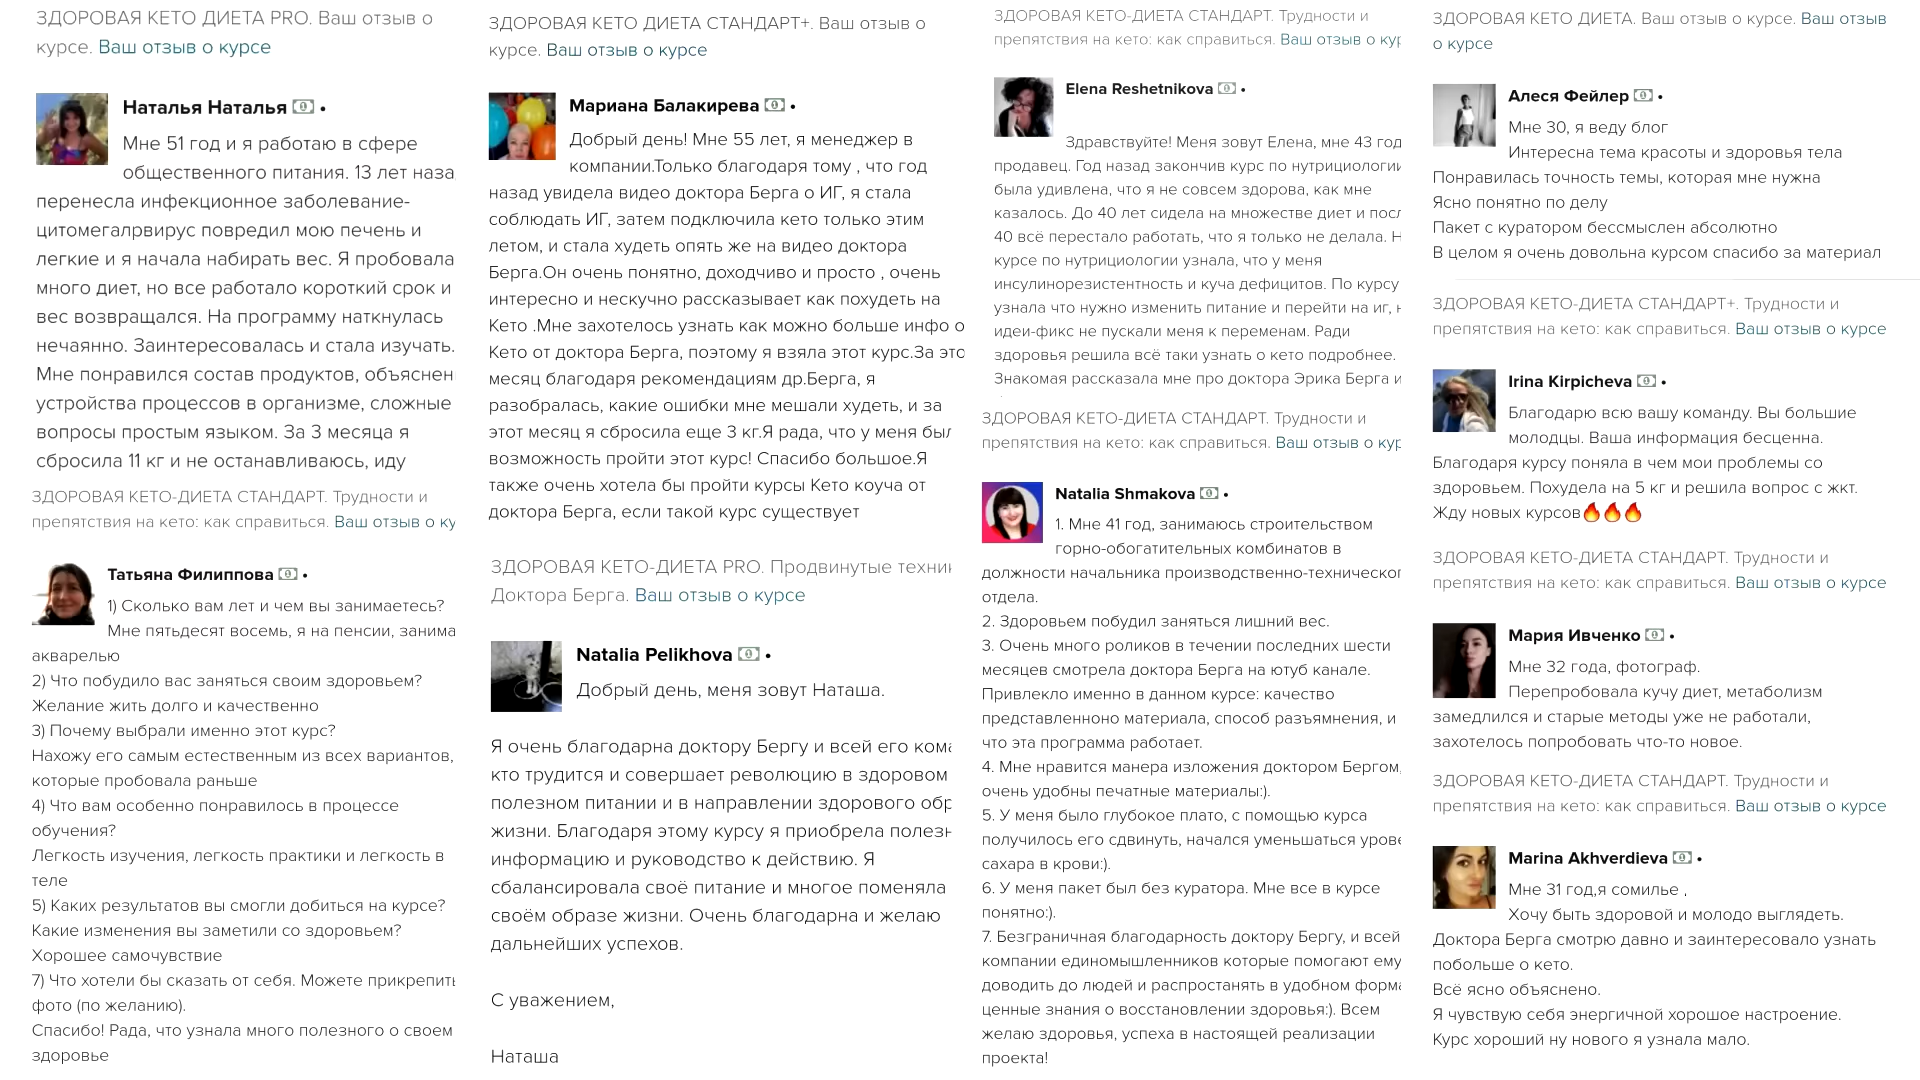 ЗДОРОВАЯ КЕТО ДИЕТА PRO. Ваш отзыв о
курсе. Ваш отзыв о курсе
Наталья Наталья •
Мне 51 год и я работаю в сфере
общественного питания. 13 лет наза
перенесла инфекционное заболевание-
цитомегалрвирус повредил мою печень и
легкие и я начала набирать вес. Я пробовала
много диет, но все работало короткий срок и
вес возвращался. На программу наткнулась
нечаянно. Заинтересовалась и стала изучать.
Мне понравился состав продуктов, объяснен
устройства процессов в организме, сложные
вопросы простым языком. За 3 месяца я
сбросила 11 кг и не останавливаюсь, иду
ЗДОРОВАЯ КЕТО-ДИЕТА СТАНДАРТ. Трудности и
препятствия на кето: как справиться. Ваш отзыв о ку
Татьяна Филиппова •
1) Сколько вам лет и чем вы занимаетесь?
Мне пятьдесят восемь, я на пенсии, занима
акварелью
2) Что побудило вас заняться своим здоровьем?
Желание жить долго и качественно
3) Почему выбрали именно этот курс?
Нахожу его самым естественным из всех вариантов,
которые пробовала раньше
4) Что вам особенно понравилось в процессе
обучения?
Легкость изучения, легкость практики и легкость в
теле
5) Каких результатов вы смогли добиться на курсе?
Какие изменения вы заметили со здоровьем?
Хорошее самочувствие
7) Что хотели бы сказать от себя. Можете прикрепить
фото (по желанию).
Спасибо! Рада, что узнала много полезного о своем
здоровье
ЗДОРОВАЯ КЕТО ДИЕТА СТАНДАРТ+. Ваш отзыв о
курсе. Ваш отзыв о курсе
Мариана Балакирева •
Добрый день! Мне 55 лет, я менеджер в
компании.Только благодаря тому , что год
назад увидела видео доктора Берга о ИГ, я стала
соблюдать ИГ, затем подключила кето только этим
летом, и стала худеть опять же на видео доктора
Берга.Он очень понятно, доходчиво и просто , очень
интересно и нескучно рассказывает как похудеть на
Кето .Мне захотелось узнать как можно больше инфо о
Кето от доктора Берга, поэтому я взяла этот курс.За это
месяц благодаря рекомендациям др.Берга, я
разобралась, какие ошибки мне мешали худеть, и за
этот месяц я сбросила еще 3 кг.Я рада, что у меня был
возможность пройти этот курс! Спасибо большое.Я
также очень хотела бы пройти курсы Кето коуча от
доктора Берга, если такой курс существует
ЗДОРОВАЯ КЕТО-ДИЕТА PRO. Продвинутые техник
Доктора Берга. Ваш отзыв о курсе
Natalia Pelikhova •
Добрый день, меня зовут Наташа.
Я очень благодарна доктору Бергу и всей его кома
кто трудится и совершает революцию в здоровом
полезном питании и в направлении здорового обр
жизни. Благодаря этому курсу я приобрела полезн
информацию и руководство к действию. Я
сбалансировала своё питание и многое поменяла
своём образе жизни. Очень благодарна и желаю
дальнейших успехов.
С уважением,
Наташа
ЗДОРОВАЯ КЕТО-ДИЕТА СТАНДАРТ. Трудности и
препятствия на кето: как справиться. Ваш отзыв о кур
Elena Reshetnikova •
Здравствуйте! Меня зовут Елена, мне 43 год
продавец. Год назад закончив курс по нутрициологии
была удивлена, что я не совсем здорова, как мне
казалось. До 40 лет сидела на множестве диет и посл
40 всё перестало работать, что я только не делала. Н
курсе по нутрициологии узнала, что у меня
инсулинорезистентность и куча дефицитов. По курсу
узнала что нужно изменить питание и перейти на иг, н
идеи-фикс не пускали меня к переменам. Ради
здоровья решила всё таки узнать о кето подробнее.
Знакомая рассказала мне про доктора Эрика Берга и
ЗДОРОВАЯ КЕТО-ДИЕТА СТАНДАРТ. Трудности и
препятствия на кето: как справиться. Ваш отзыв о кур
Natalia Shmakova •
1. Мне 41 год, занимаюсь строительством
горно-обогатительных комбинатов в
должности начальника производственно-техническог
отдела.
2. Здоровьем побудил заняться лишний вес.
3. Очень много роликов в течении последних шести
месяцев смотрела доктора Берга на ютуб канале.
Привлекло именно в данном курсе: качество
представленноно материала, способ разъямнения, и
что эта программа работает.
4. Мне нравится манера изложения доктором Бергом,
очень удобны печатные материалы:).
5. У меня было глубокое плато, с помощью курса
получилось его сдвинуть, начался уменьшаться урове
сахара в крови:).
6. У меня пакет был без куратора. Мне все в курсе
понятно:).
7. Безграничная благодарность доктору Бергу, и всей
компании единомышленников которые помогают ему
доводить до людей и распростанять в удобном форма
ценные знания о восстановлении здоровья:). Всем
желаю здоровья, успеха в настоящей реализации
проекта!
ЗДОРОВАЯ КЕТО ДИЕТА. Ваш отзыв о курсе. Ваш отзыв
о курсе
Алеся Фейлер •
Мне 30, я веду блог
Интересна тема красоты и здоровья тела
Понравилась точность темы, которая мне нужна
Ясно понятно по делу
Пакет с куратором бессмыслен абсолютно
В целом я очень довольна курсом спасибо за материал
ЗДОРОВАЯ КЕТО-ДИЕТА СТАНДАРТ+. Трудности и
препятствия на кето: как справиться. Ваш отзыв о курсе
Irina Kirpicheva •
Благодарю всю вашу команду. Вы большие
молодцы. Ваша информация бесценна.
Благодаря курсу поняла в чем мои проблемы со
здоровьем. Похудела на 5 кг и решила вопрос с жкт.
Жду новых курсов🔥🔥🔥
ЗДОРОВАЯ КЕТО-ДИЕТА СТАНДАРТ. Трудности и
препятствия на кето: как справиться. Ваш отзыв о курсе
Мария Ивченко •
Мне 32 года, фотограф.
Перепробовала кучу диет, метаболизм
замедлился и старые методы уже не работали,
захотелось попробовать что-то новое.
ЗДОРОВАЯ КЕТО-ДИЕТА СТАНДАРТ. Трудности и
препятствия на кето: как справиться. Ваш отзыв о курсе
Marina Akhverdieva •
Мне 31 год,я сомилье ,
Хочу быть здоровой и молодо выглядеть.
Доктора Берга смотрю давно и заинтересовало узнать
побольше о кето.
Всё ясно объяснено.
Я чувствую себя энергичной хорошое настроение.
Курс хороший ну нового я узнала мало.